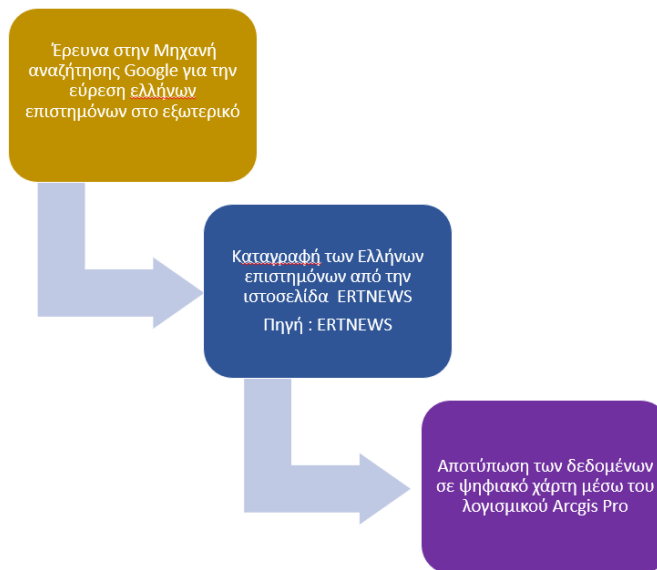 Έρευνα στην Μηχανή
αναζήτησης Google για την
εύρεση ελλήνων
επιστημόνων στο εξωτερικό
Καταγραφή των Ελλήνων
επιστημόνων από την
ιστοσελίδα ERTNEWS
Πηγή : ERTNEWS
Αποτύπωση των δεδομένων
σε ψηφιακό χάρτη μέσω του
λογισμικού Arcgis Pro